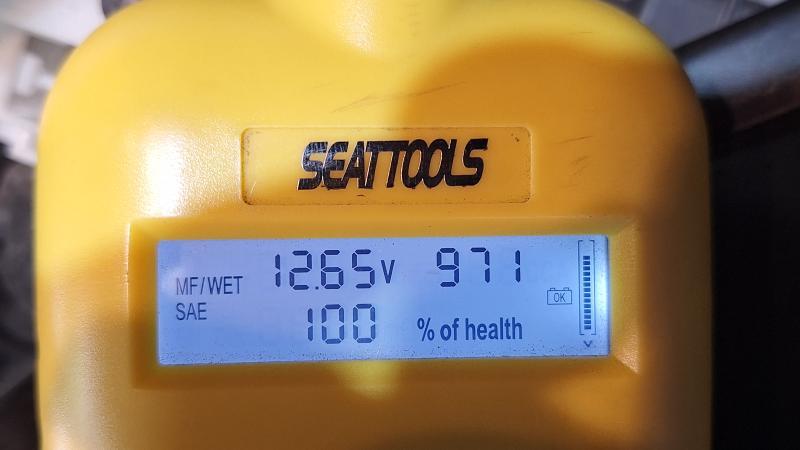 SEATTOOLS
MF/WET 12.65V 971
SAE 100 % of health
OK